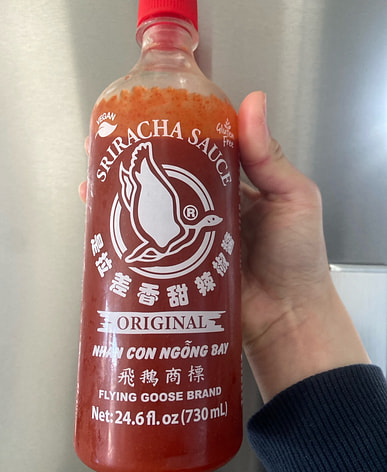 VEGAN
Gluten Free
SRIRACHA SAUCE
®
是拉差香甜辣椒醬
ORIGINAL
NHÃN CON NGỖNG BAY
飛鵝商標
FLYING GOOSE BRAND
Net: 24.6 fl. oz (730 mL)